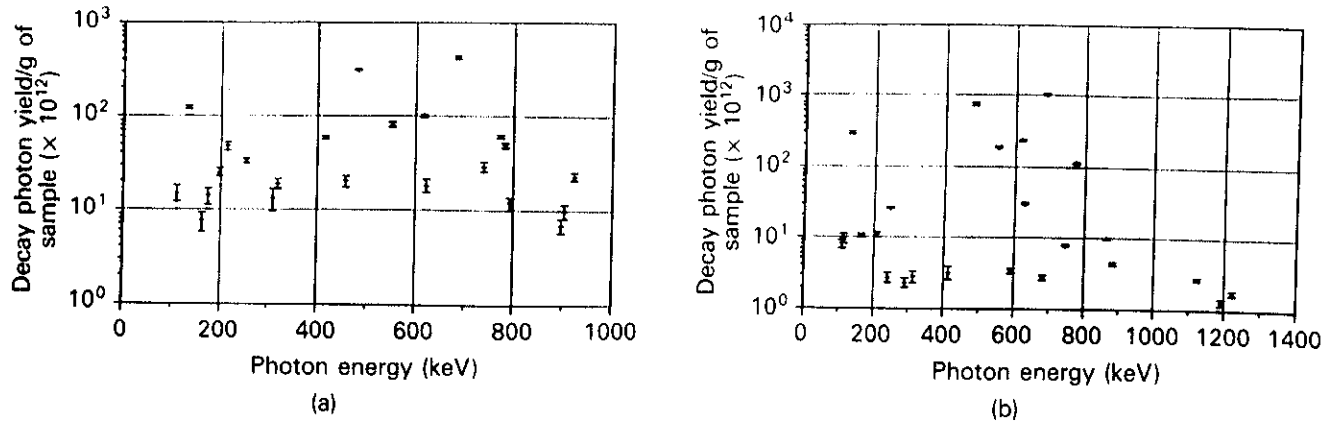 Decay photon yield/g of
sample (× 10¹²)
10³
10²
10¹
10⁰
0 200 400 600 800 1000
Photon energy (keV)
(a)
Decay photon yield/g of
sample (× 10¹²)
10⁴
10³
10²
10¹
10⁰
0 200 400 600 800 1000 1200 1400
Photon energy (keV)
(b)